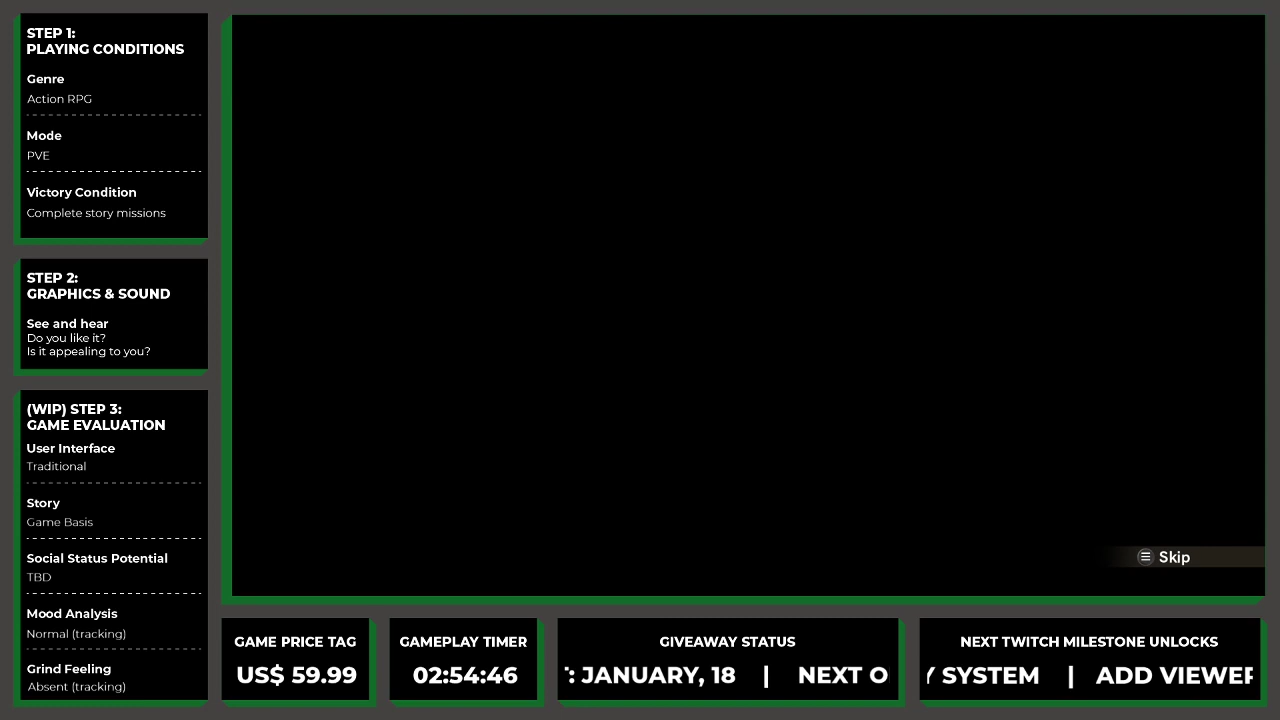 STEP 1:
PLAYING CONDITIONS
Genre
Action RPG
Mode
PVE
Victory Condition
Complete story missions
STEP 2:
GRAPHICS & SOUND
See and hear
Do you like it?
Is it appealing to you?
(WIP) STEP 3:
GAME EVALUATION
User Interface
Traditional
Story
Game Basis
Social Status Potential
TBD
Mood Analysis
Normal (tracking)
Grind Feeling
Absent (tracking)
Skip
GAME PRICE TAG
US$ 59.99
GAMEPLAY TIMER
02:54:46
GIVEAWAY STATUS
: JANUARY, 18 | NEXT O
NEXT TWITCH MILESTONE UNLOCKS
Y SYSTEM | ADD VIEWER